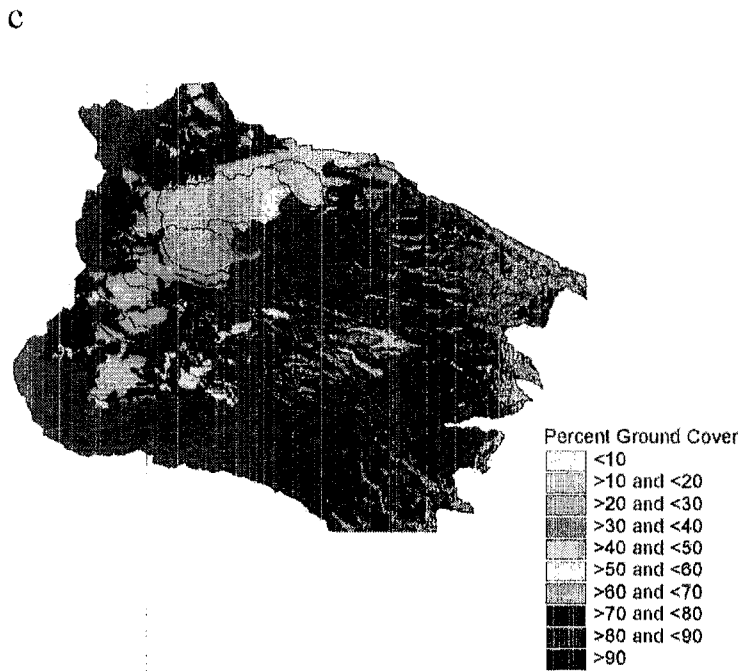 c
Percent Ground Cover
<10
>10 and <20
>20 and <30
>30 and <40
>40 and <50
>50 and <60
>60 and <70
>70 and <80
>80 and <90
>90